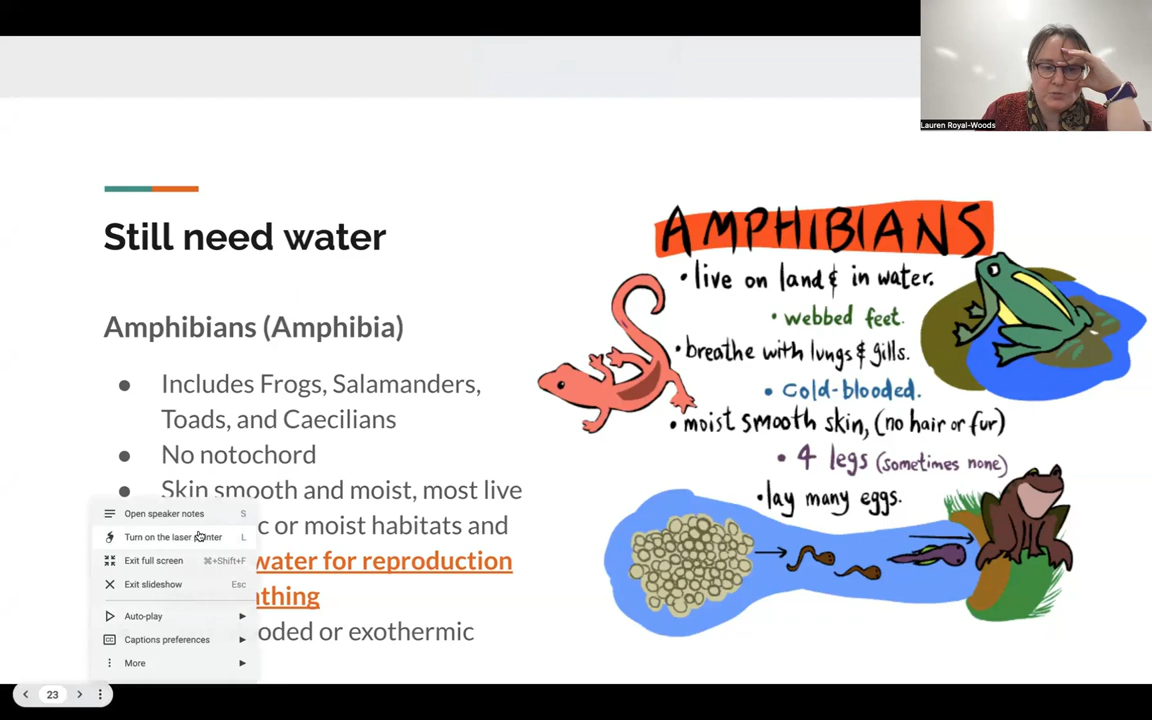 Lauren Royal-Woods
Still need water
Amphibians (Amphibia)
● Includes Frogs, Salamanders,
Toads, and Caecilians
● No notochord
● Skin smooth and moist, most live
or moist habitats and
water for reproduction
or exothermic
Open speaker notes S
Turn on the laser pointer L
Exit full screen ⌘+Shift+F
Exit slideshow Esc
Auto-play
Captions preferences
More
23
AMPHIBIANS
• live on land & in water.
• webbed feet.
• breathe with lungs & gills.
• cold-blooded.
• moist smooth skin, (no hair or fur)
• 4 legs (sometimes none)
• lay many eggs.